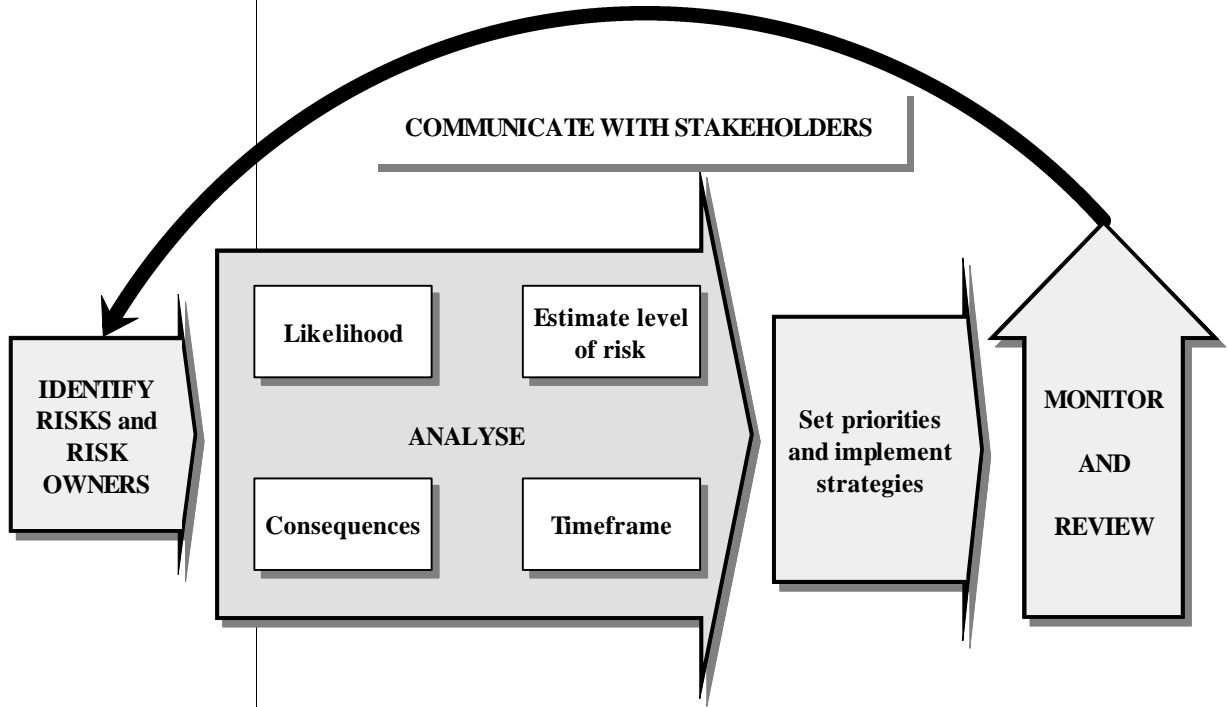 COMMUNICATE WITH STAKEHOLDERS
IDENTIFY
RISKS and
RISK
OWNERS
Likelihood
Estimate level
of risk
ANALYSE
Consequences
Timeframe
Set priorities
and implement
strategies
MONITOR
AND
REVIEW